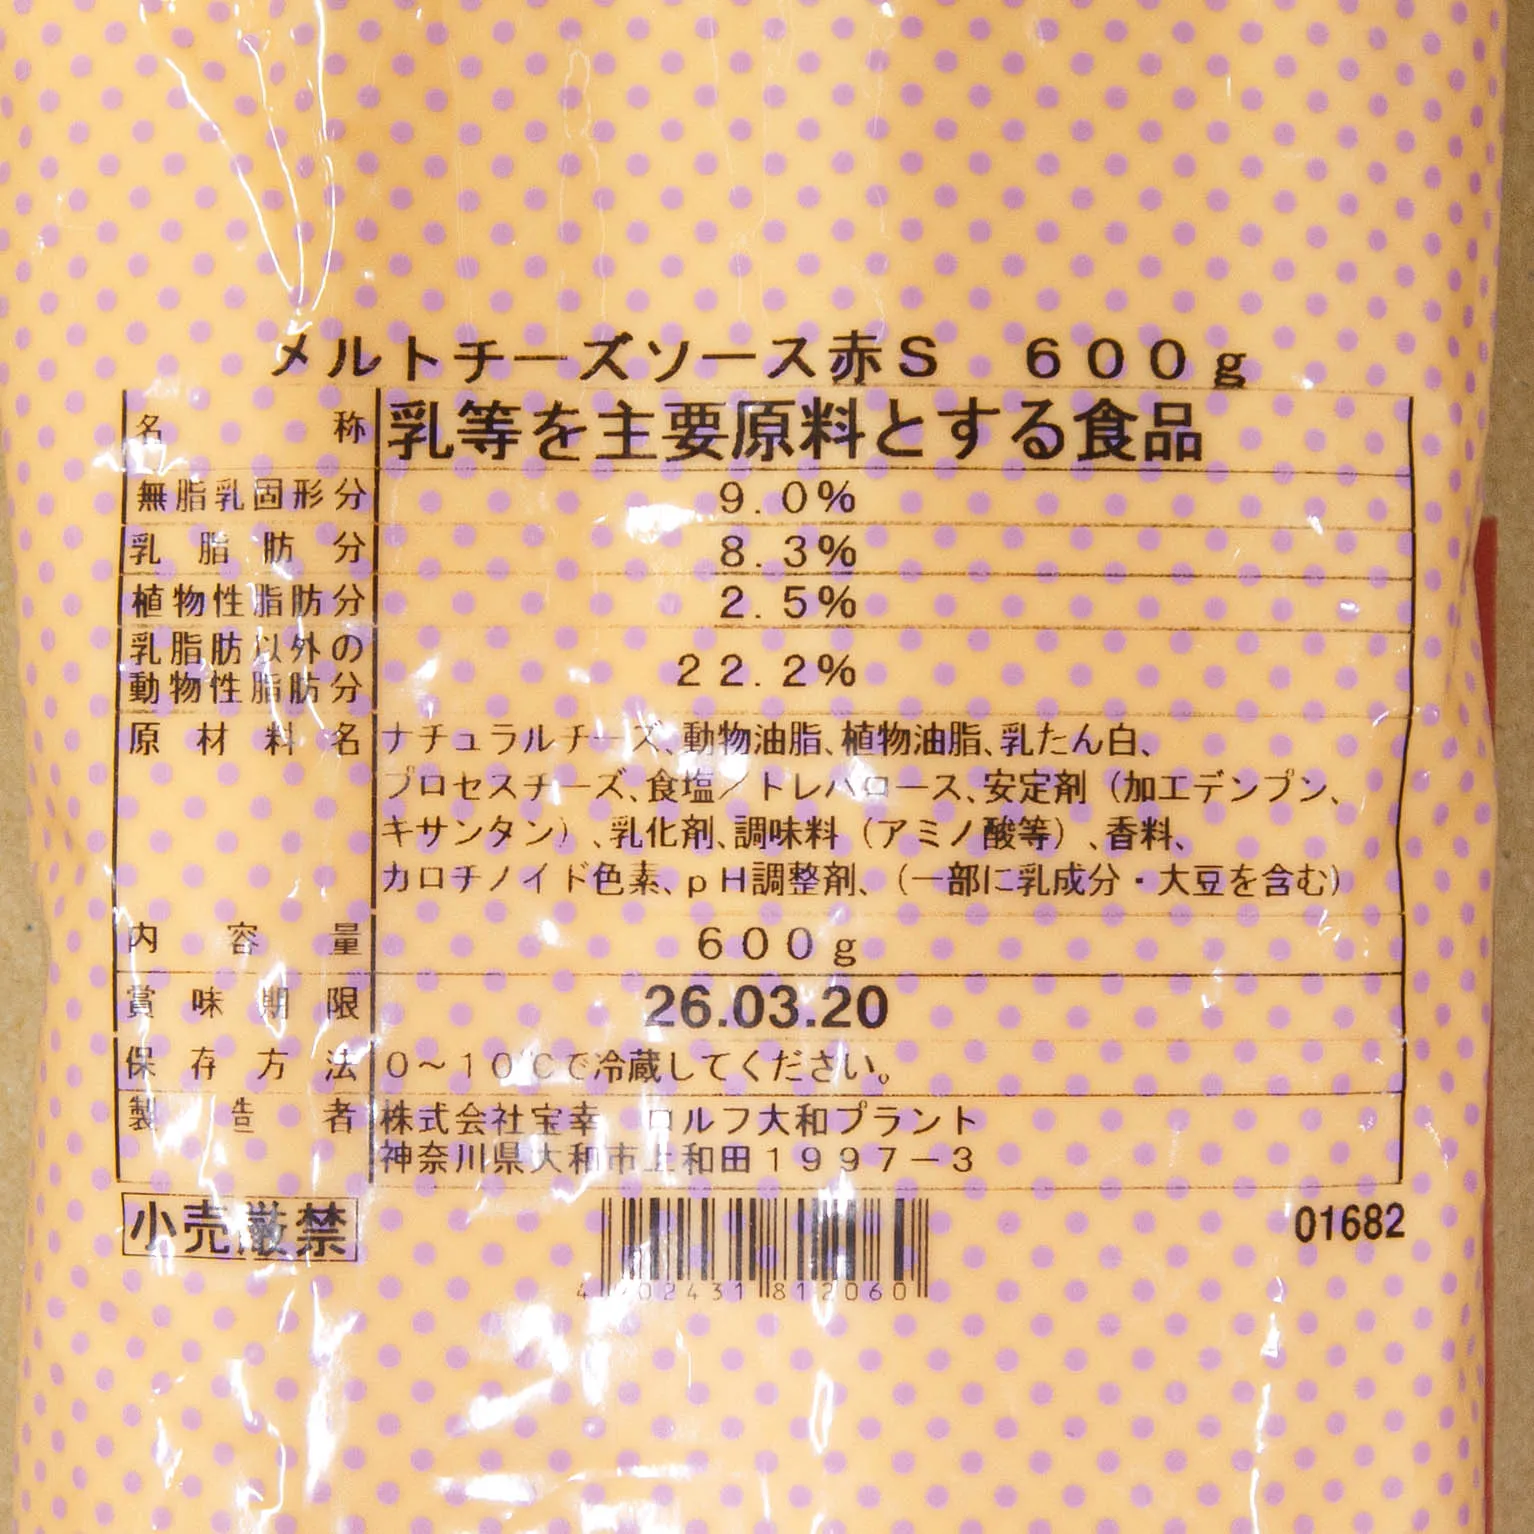 メルトチーズソース赤S　600g
名称 乳等を主要原料とする食品
無脂乳固形分 9.0%
乳脂肪分 8.3%
植物性脂肪分 2.5%
乳脂肪以外の
動物性脂肪分 22.2%
原材料名 ナチュラルチーズ、動物油脂、植物油脂、乳たん白、
プロセスチーズ、食塩／トレハロース、安定剤（加工デンプン、
キサンタン）、乳化剤、調味料（アミノ酸等）、香料、
カロチノイド色素、pH調整剤、（一部に乳成分・大豆を含む）
内容量 600g
賞味期限 26.03.20
保存方法 0～10℃で冷蔵してください。
製造者 株式会社宝幸　ロルフ大和プラント
神奈川県大和市上和田1997－3
小売厳禁
01682
4 902431 812060